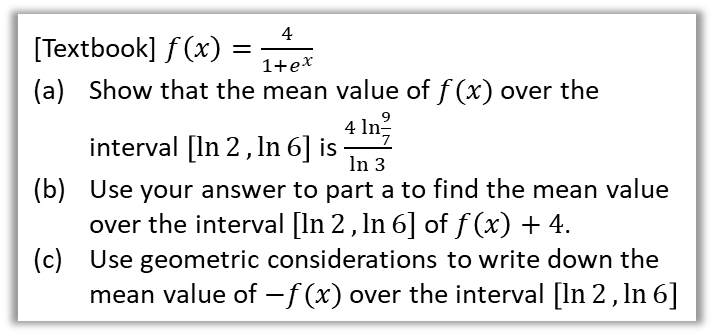 [Textbook] f(x) = 4/(1+eˣ)
(a) Show that the mean value of f(x) over the
interval [ln 2 , ln 6] is (4 ln 9/7)/(ln 3)
(b) Use your answer to part a to find the mean value
over the interval [ln 2 , ln 6] of f(x) + 4.
(c) Use geometric considerations to write down the
mean value of −f(x) over the interval [ln 2 , ln 6]